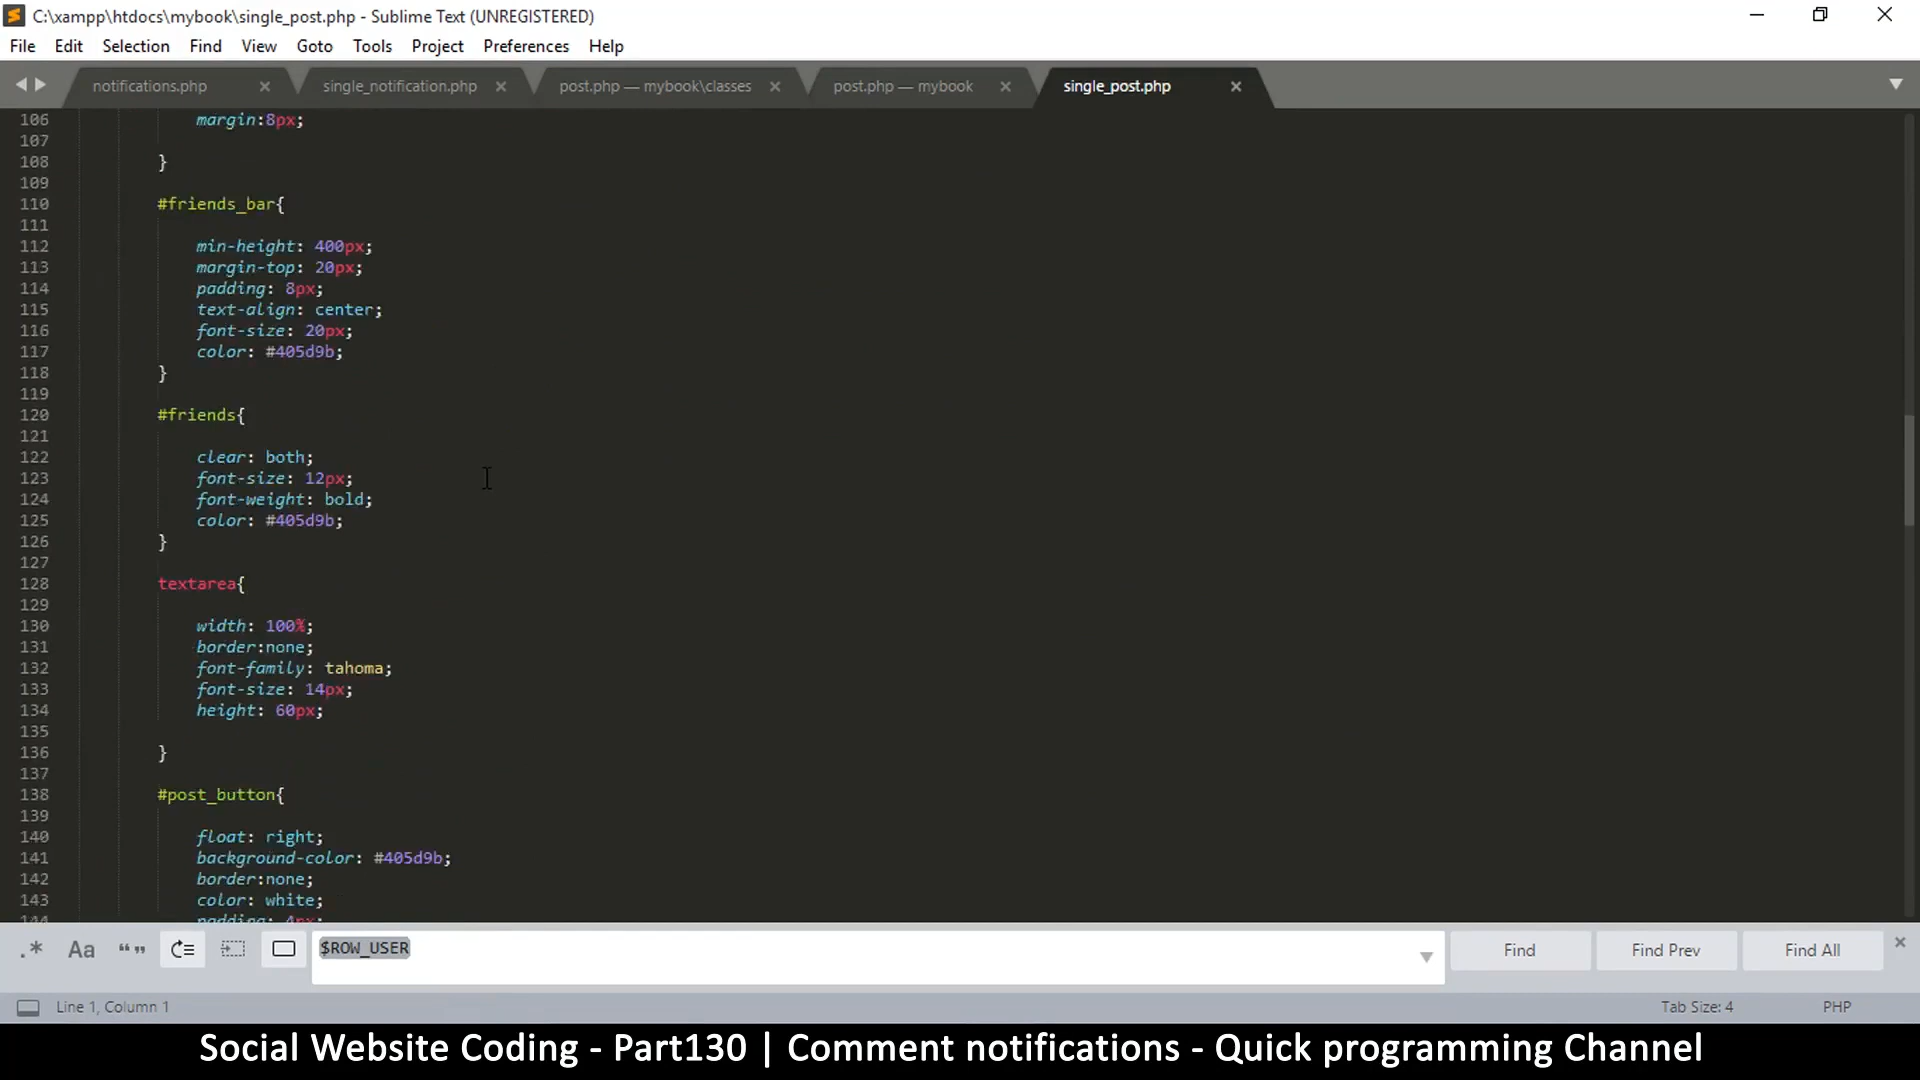 C:\xampp\htdocs\mybook\single_post.php - Sublime Text (UNREGISTERED)
File Edit Selection Find View Goto Tools Project Preferences Help
notifications.php single_notification.php post.php — mybook\classes post.php — mybook single_post.php
106 margin:8px;
107
108 }
109
110 #friends_bar{
111
112 min-height: 400px;
113 margin-top: 20px;
114 padding: 8px;
115 text-align: center;
116 font-size: 20px;
117 color: #405d9b;
118 }
119
120 #friends{
121
122 clear: both;
123 font-size: 12px;
124 font-weight: bold;
125 color: #405d9b;
126 }
127
128 textarea{
129
130 width: 100%;
131 border:none;
132 font-family: tahoma;
133 font-size: 14px;
134 height: 60px;
135
136 }
137
138 #post_button{
139
140 float: right;
141 background-color: #405d9b;
142 border:none;
143 color: white;
144 padding: 4px;
.* Aa “ ” $ROW_USER Find Find Prev Find All
Line 1, Column 1 Tab Size: 4 PHP
Social Website Coding - Part130 | Comment notifications - Quick programming Channel